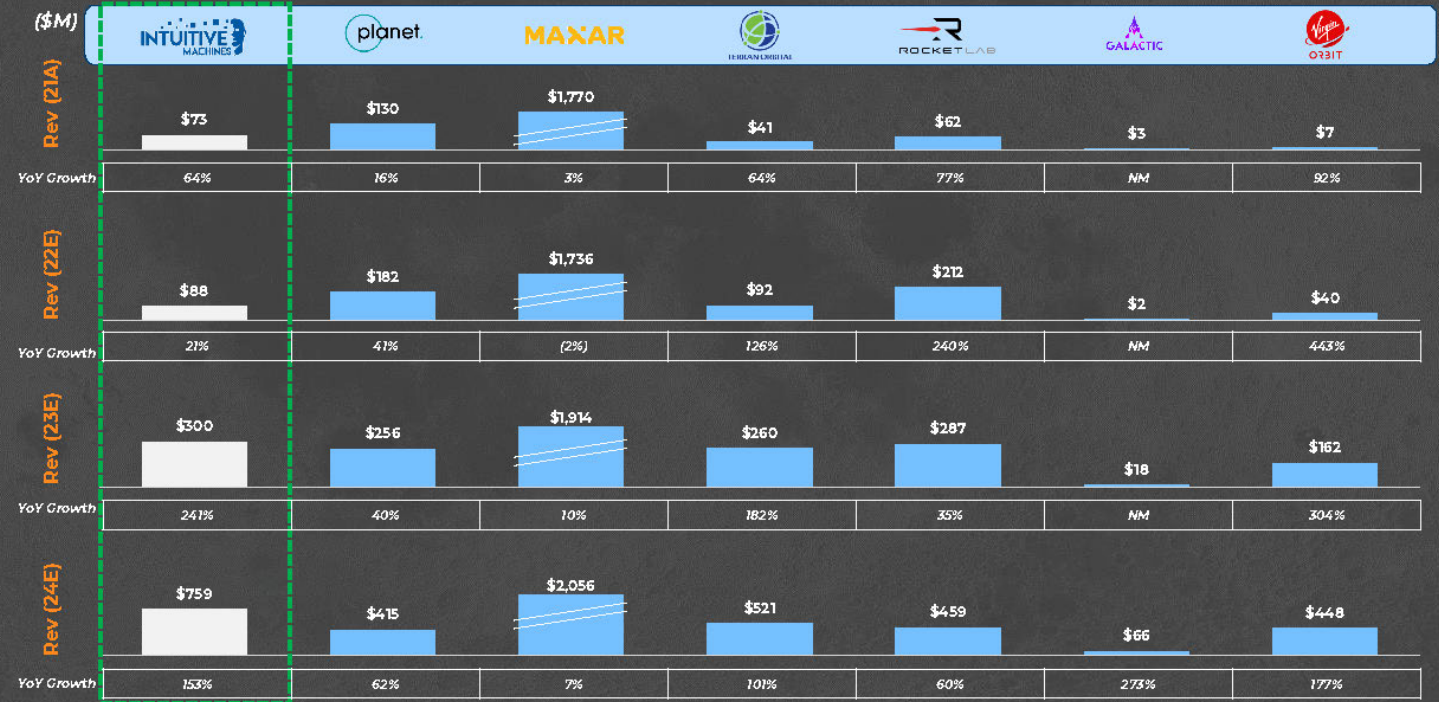 ($M)
INTUITIVE MACHINES planet. MAXAR TERRAN ORBITAL ROCKETLAB GALACTIC Virgin ORBIT
Rev (21A)
$73 $130 $1,770 $41 $62 $3 $7
YoY Growth 64% 16% 3% 64% 77% NM 92%
Rev (22E)
$88 $182 $1,736 $92 $212 $2 $40
YoY Growth 21% 41% (2%) 126% 240% NM 443%
Rev (23E)
$300 $256 $1,914 $260 $287 $18 $162
YoY Growth 241% 40% 10% 182% 35% NM 304%
Rev (24E)
$759 $415 $2,056 $521 $459 $66 $448
YoY Growth 153% 62% 7% 101% 60% 273% 177%